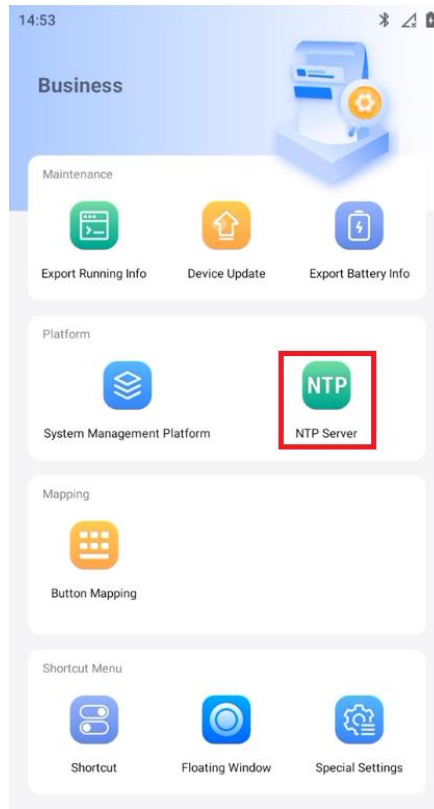 14:53
Business
Maintenance
Export Running Info Device Update Export Battery Info
Platform
NTP
System Management Platform NTP Server
Mapping
Button Mapping
Shortcut Menu
Shortcut Floating Window Special Settings